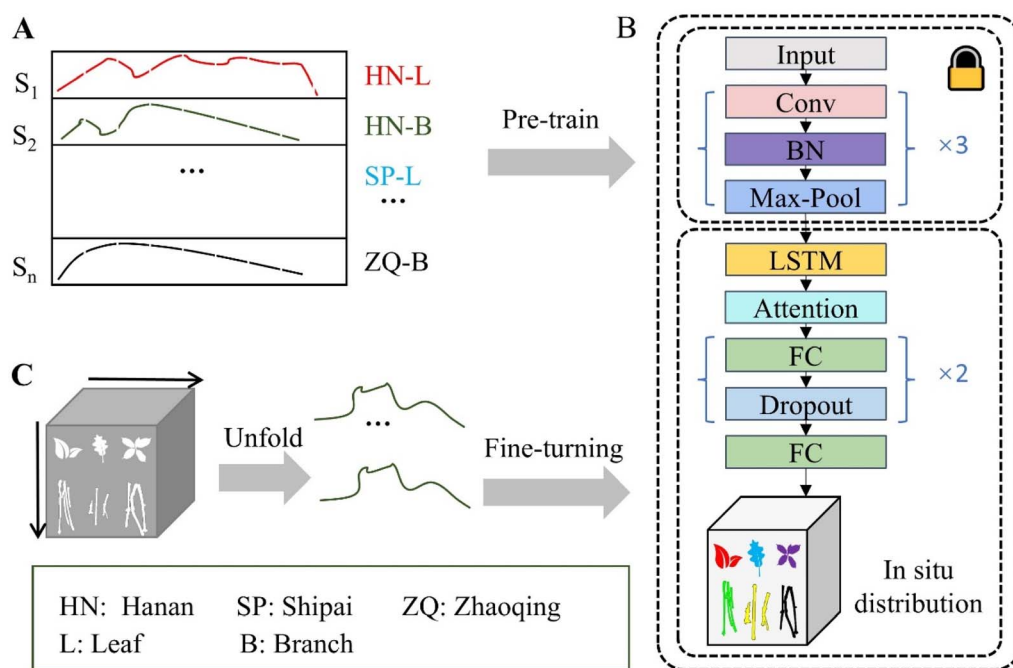 A
S1
HN-L
S2
HN-B
...
SP-L
...
Sn
ZQ-B
Pre-train
B
Input
Conv
BN
×3
Max-Pool
LSTM
Attention
FC
×2
Dropout
FC
In situ
distribution
C
Unfold
...
Fine-turning
HN: Hanan SP: Shipai ZQ: Zhaoqing
L: Leaf B: Branch